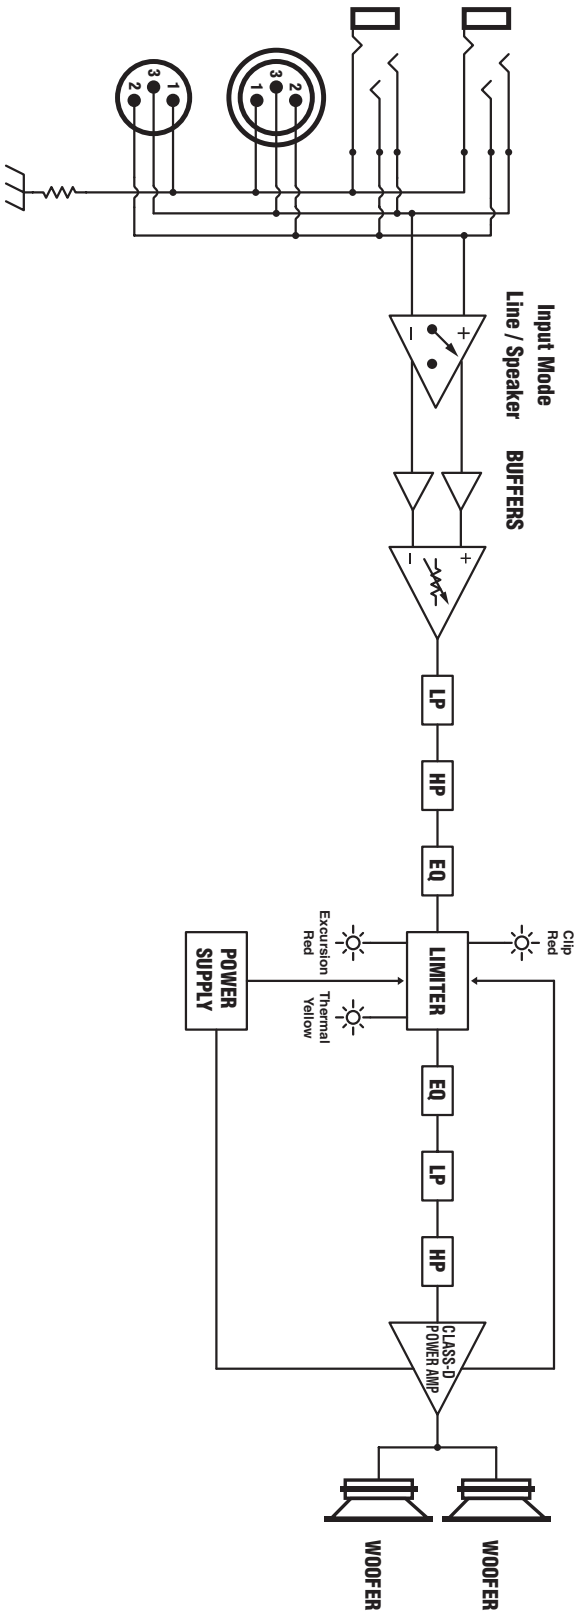 3
1
2
3
2
1
Input Mode
Line / Speaker
BUFFERS
+
–
+
–
LP
HP
EQ
Clip
Red
LIMITER
Excursion
Red
Thermal
Yellow
POWER
SUPPLY
EQ
LP
HP
CLASS-D
POWER AMP
WOOFER
WOOFER